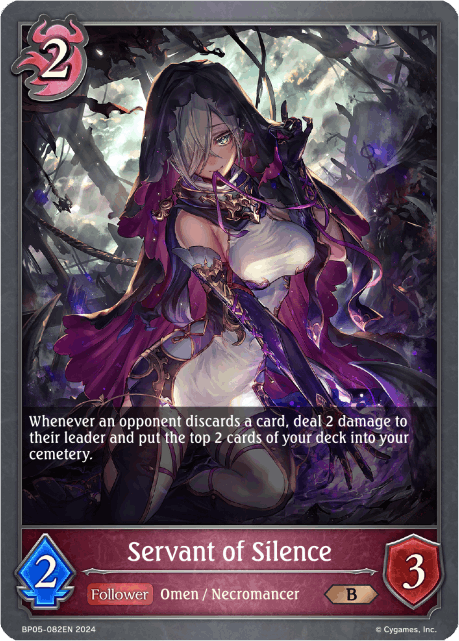 2
Whenever an opponent discards a card, deal 2 damage to
their leader and put the top 2 cards of your deck into your
cemetery.
Servant of Silence
2
Follower Omen / Necromancer B
3
BP05-082EN 2024 © Cygames, Inc.